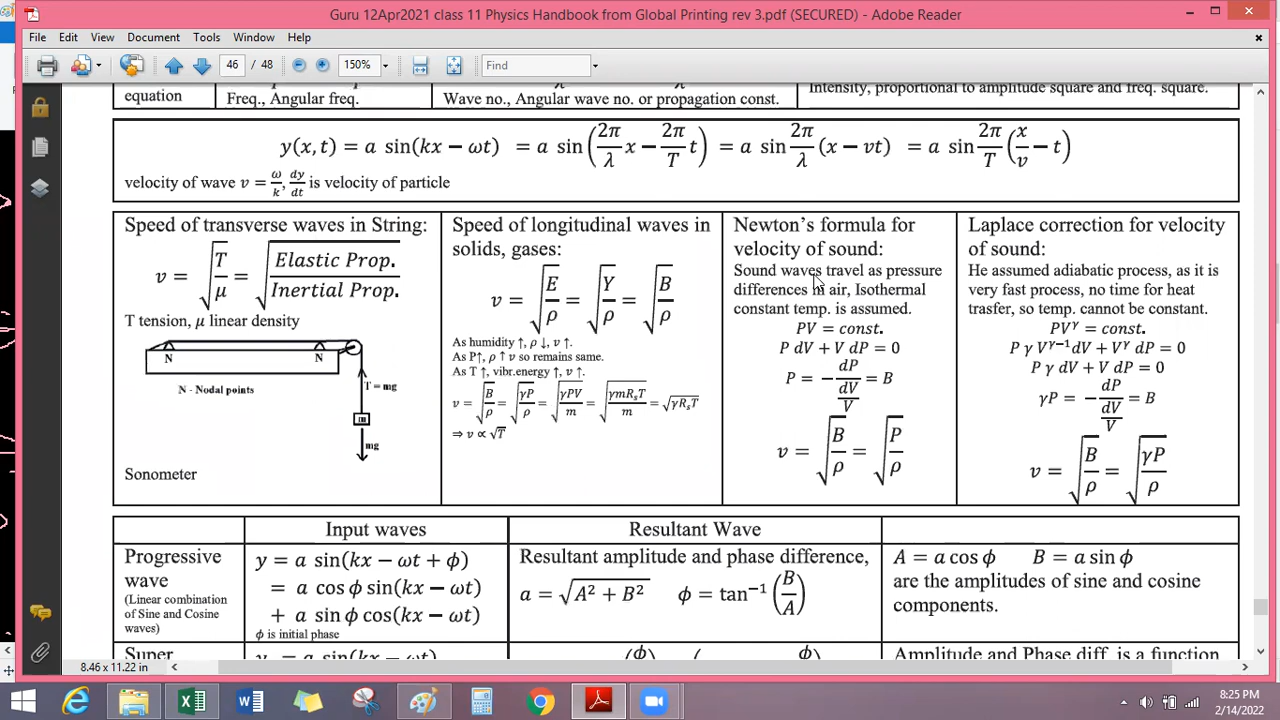 Guru 12Apr2021 class 11 Physics Handbook from Global Printing rev 3.pdf (SECURED) - Adobe Reader
File Edit View Document Tools Window Help
46 / 48 150% Find
equation
Freq., Angular freq.
Wave no., Angular wave no. or propagation const.
Intensity, proportional to amplitude square and freq. square.
y(x, t) = a sin(kx − ωt) = a sin(2π/λ x − 2π/T t) = a sin 2π/λ (x − vt) = a sin 2π/T (x/v − t)
velocity of wave v = ω/k, dy/dt is velocity of particle
Speed of transverse waves in String:
v = √(T/μ) = √(Elastic Prop./Inertial Prop.)
T tension, μ linear density
N N
N - Nodal points
T = mg
m
mg
Sonometer
Speed of longitudinal waves in
solids, gases:
v = √(E/ρ) = √(Y/ρ) = √(B/ρ)
As humidity ↑, ρ ↓, v ↑.
As P↑, ρ ↑ v so remains same.
As T ↑, vibr.energy ↑, v ↑.
v = √(B/ρ) = √(γP/ρ) = √(γPV/m) = √(γmRₛT/m) = √(γRₛT)
⇒ v ∝ √T
Newton's formula for
velocity of sound:
Sound waves travel as pressure
differences in air, Isothermal
constant temp. is assumed.
PV = const.
P dV + V dP = 0
P = − dP/(dV/V) = B
v = √(B/ρ) = √(P/ρ)
Laplace correction for velocity
of sound:
He assumed adiabatic process, as it is
very fast process, no time for heat
trasfer, so temp. cannot be constant.
PV^γ = const.
P γ V^(γ−1) dV + V^γ dP = 0
P γ dV + V dP = 0
γP = − dP/(dV/V) = B
v = √(B/ρ) = √(γP/ρ)
Input waves Resultant Wave
Progressive
wave
(Linear combination
of Sine and Cosine
waves)
y = a sin(kx − ωt + ϕ)
= a cos ϕ sin(kx − ωt)
+ a sin ϕ cos(kx − ωt)
ϕ is initial phase
Resultant amplitude and phase difference,
a = √(A² + B²) ϕ = tan⁻¹(B/A)
A = a cos ϕ B = a sin ϕ
are the amplitudes of sine and cosine
components.
Super
a sin(kx − ωt)
Amplitude and Phase diff. is a function
8.46 x 11.22 in
8:25 PM
2/14/2022